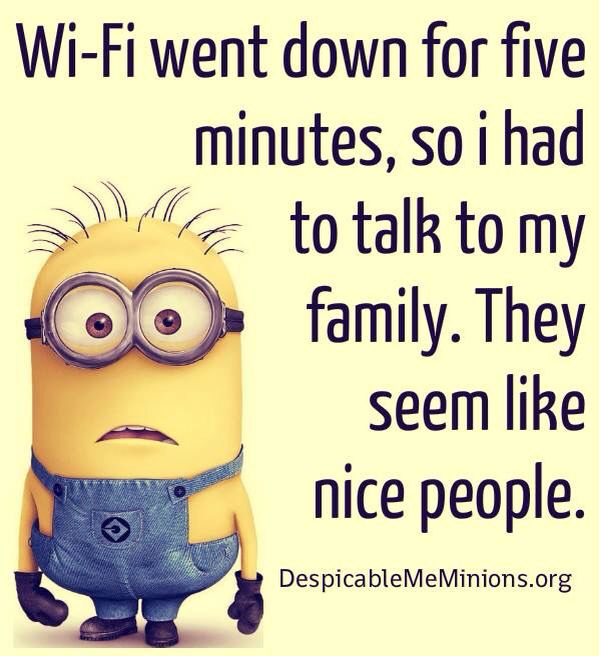 Wi-Fi went down for five
minutes, so i had
to talk to my
family. They
seem like
nice people.
DespicableMeMinions.org